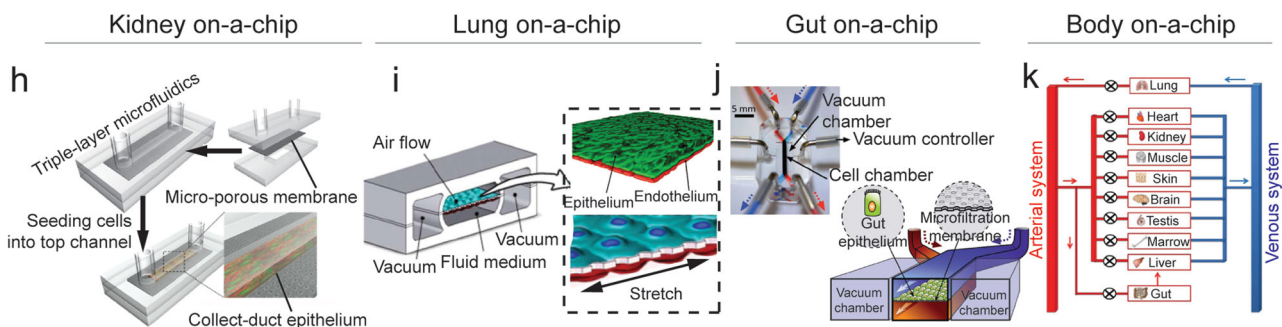 Kidney on-a-chip
Lung on-a-chip
Gut on-a-chip
Body on-a-chip
h
Triple-layer microfluidics
Micro-porous membrane
Seeding cells
into top channel
Collect-duct epithelium
i
Air flow
Epithelium
Endothelium
Vacuum
Fluid medium
Vacuum
Stretch
j
5 mm
Vacuum
chamber
Vacuum controller
Cell chamber
Gut
epithelium
Microfiltration
membrane
Vacuum
chamber
Vacuum
chamber
k
Arterial system
Lung
Heart
Kidney
Muscle
Skin
Brain
Testis
Marrow
Liver
Gut
Venous system